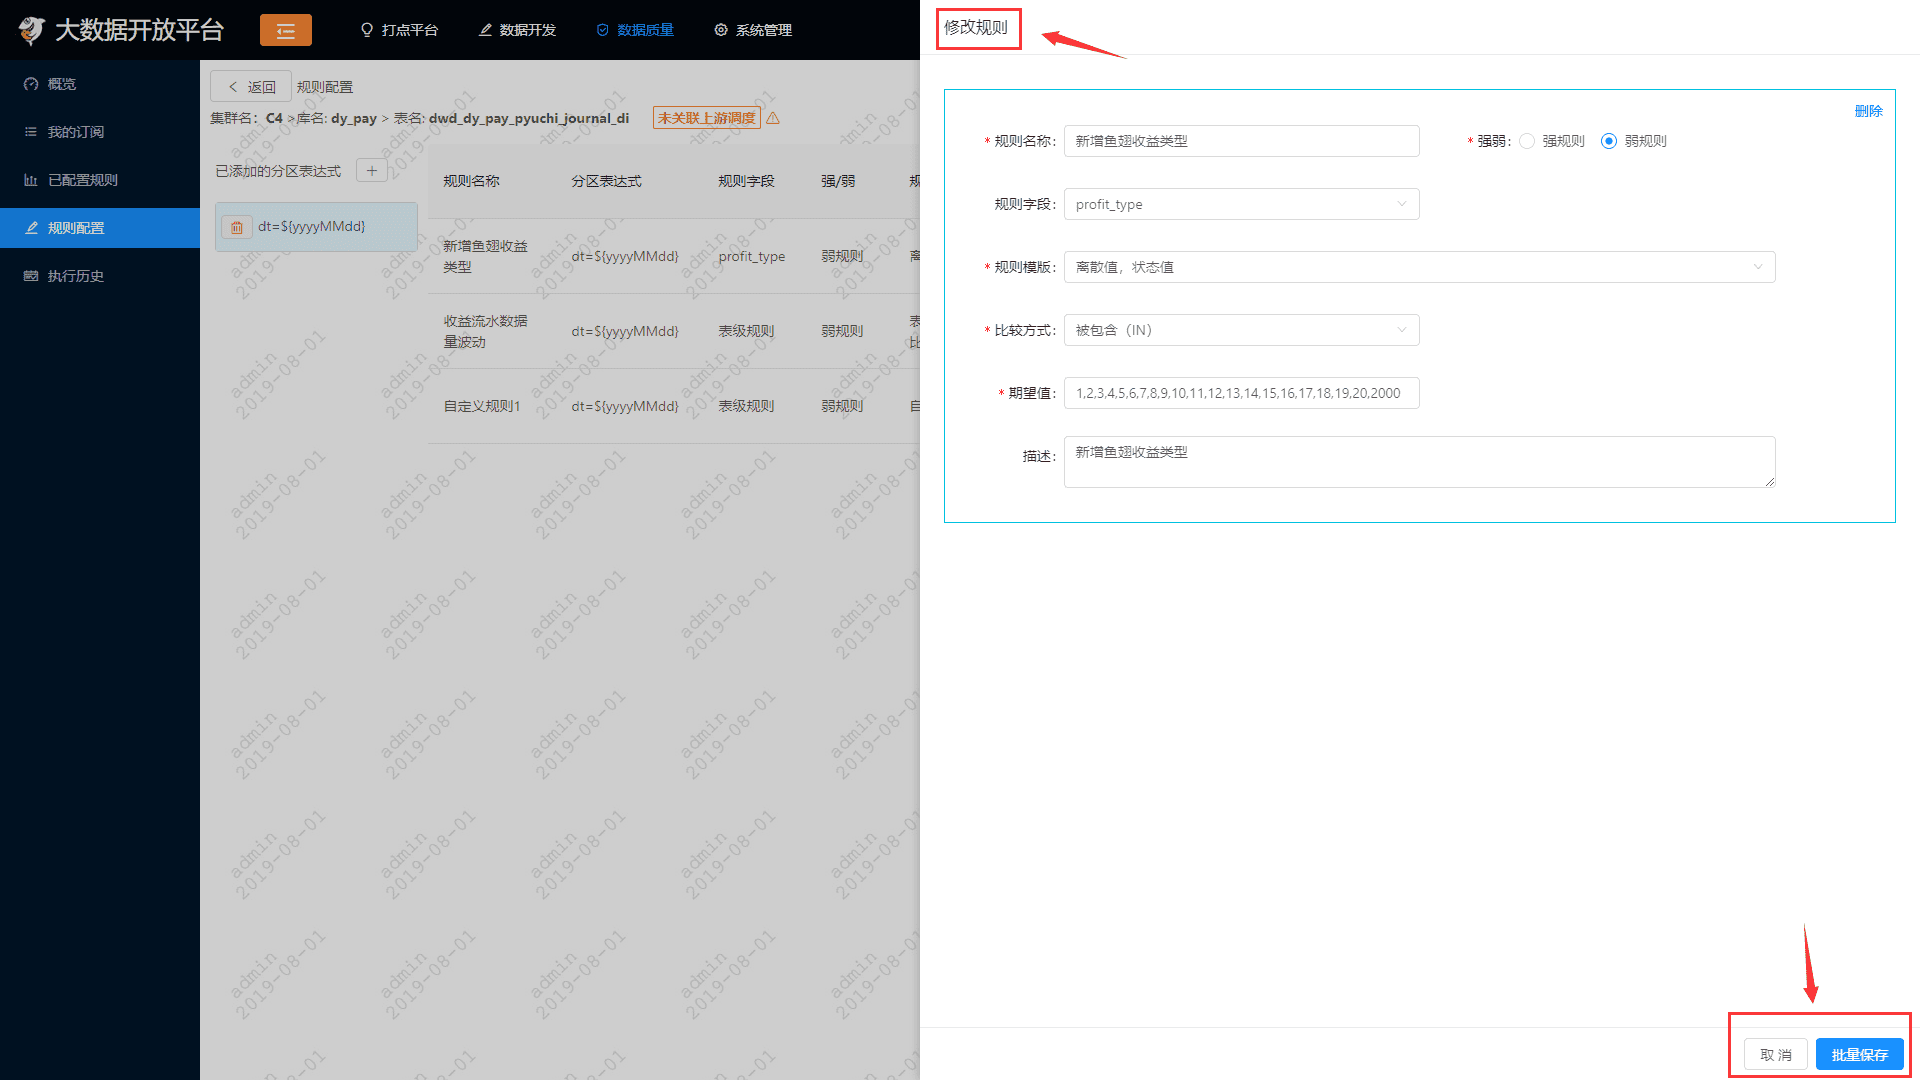 大数据开放平台
打点平台
数据开发
数据质量
系统管理
概览
我的订阅
已配置规则
规则配置
执行历史
返回 规则配置
集群名：C4 >库名: dy_pay > 表名: dwd_dy_pay_pyuchi_journal_di 未关联上游调度
已添加的分区表达式
dt=${yyyyMMdd}
规则名称 分区表达式 规则字段 强/弱 规
新增鱼翅收益
类型
dt=${yyyyMMdd} profit_type 弱规则
收益流水数据
量波动
dt=${yyyyMMdd} 表级规则 弱规则 表
比
自定义规则1 dt=${yyyyMMdd} 表级规则 弱规则 自
admin
2019-08-01
修改规则
删除
* 规则名称: 新增鱼翅收益类型
* 强弱: 强规则 弱规则
规则字段: profit_type
* 规则模版: 离散值，状态值
* 比较方式: 被包含（IN）
* 期望值: 1,2,3,4,5,6,7,8,9,10,11,12,13,14,15,16,17,18,19,20,2000
描述: 新增鱼翅收益类型
取 消
批量保存